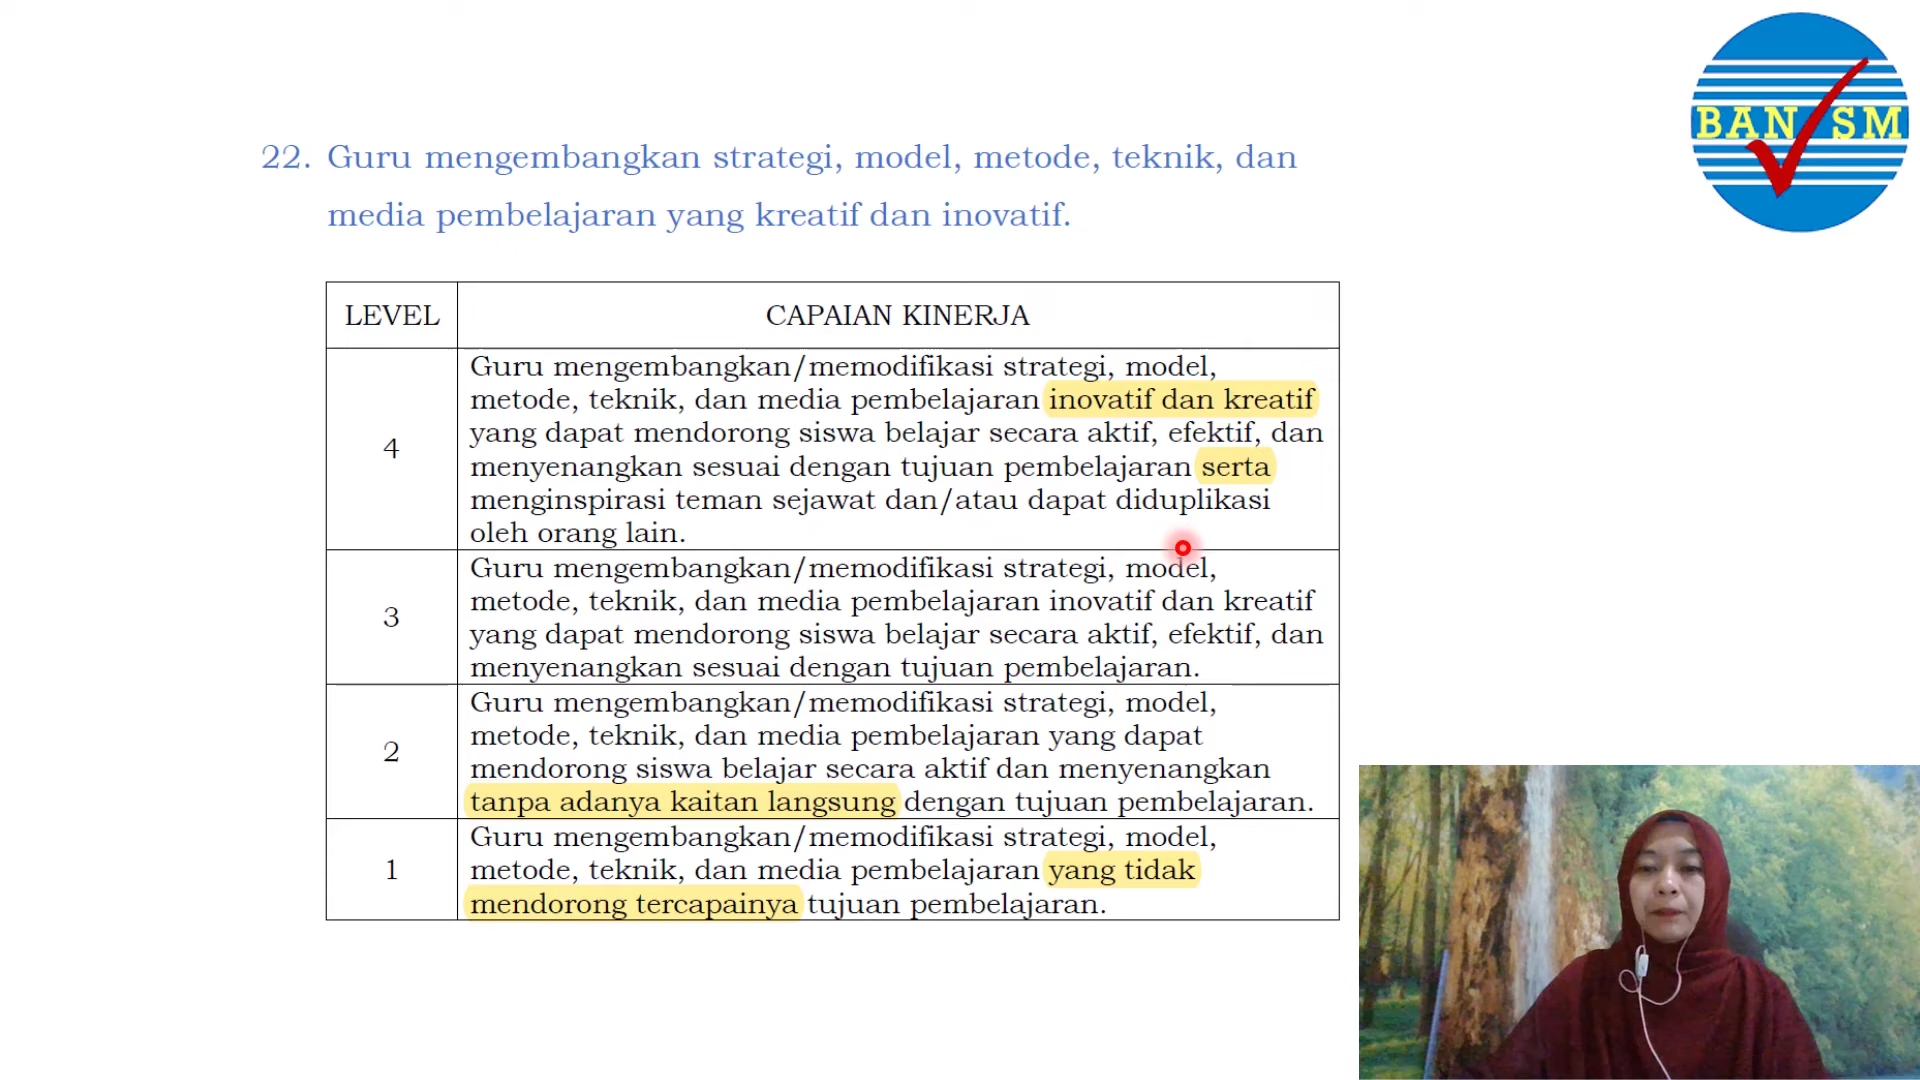 BAN SM
22. Guru mengembangkan strategi, model, metode, teknik, dan
media pembelajaran yang kreatif dan inovatif.
LEVEL
CAPAIAN KINERJA
4
Guru mengembangkan/memodifikasi strategi, model,
metode, teknik, dan media pembelajaran inovatif dan kreatif
yang dapat mendorong siswa belajar secara aktif, efektif, dan
menyenangkan sesuai dengan tujuan pembelajaran serta
menginspirasi teman sejawat dan/atau dapat diduplikasi
oleh orang lain.
3
Guru mengembangkan/memodifikasi strategi, model,
metode, teknik, dan media pembelajaran inovatif dan kreatif
yang dapat mendorong siswa belajar secara aktif, efektif, dan
menyenangkan sesuai dengan tujuan pembelajaran.
2
Guru mengembangkan/memodifikasi strategi, model,
metode, teknik, dan media pembelajaran yang dapat
mendorong siswa belajar secara aktif dan menyenangkan
tanpa adanya kaitan langsung dengan tujuan pembelajaran.
1
Guru mengembangkan/memodifikasi strategi, model,
metode, teknik, dan media pembelajaran yang tidak
mendorong tercapainya tujuan pembelajaran.